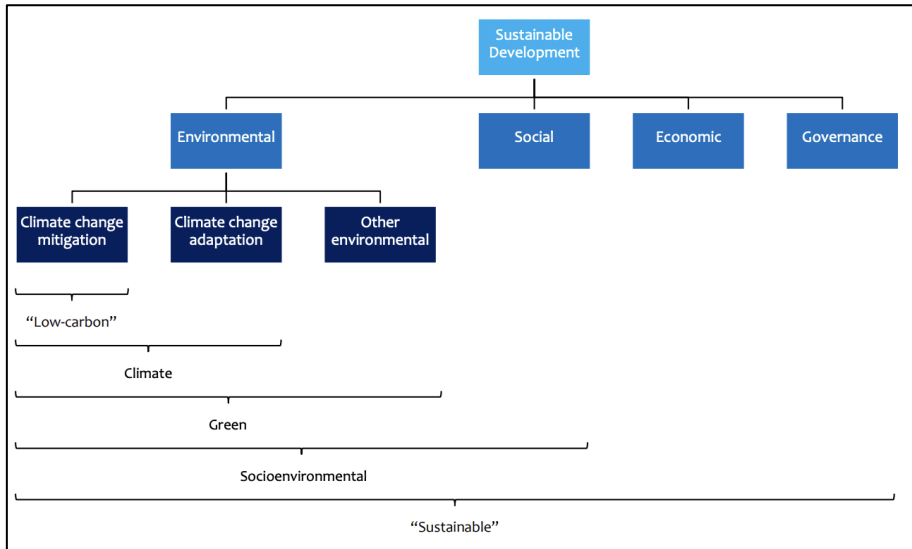 Sustainable
Development
Environmental
Social
Economic
Governance
Climate change
mitigation
Climate change
adaptation
Other
environmental
“Low-carbon”
Climate
Green
Socioenvironmental
“Sustainable”